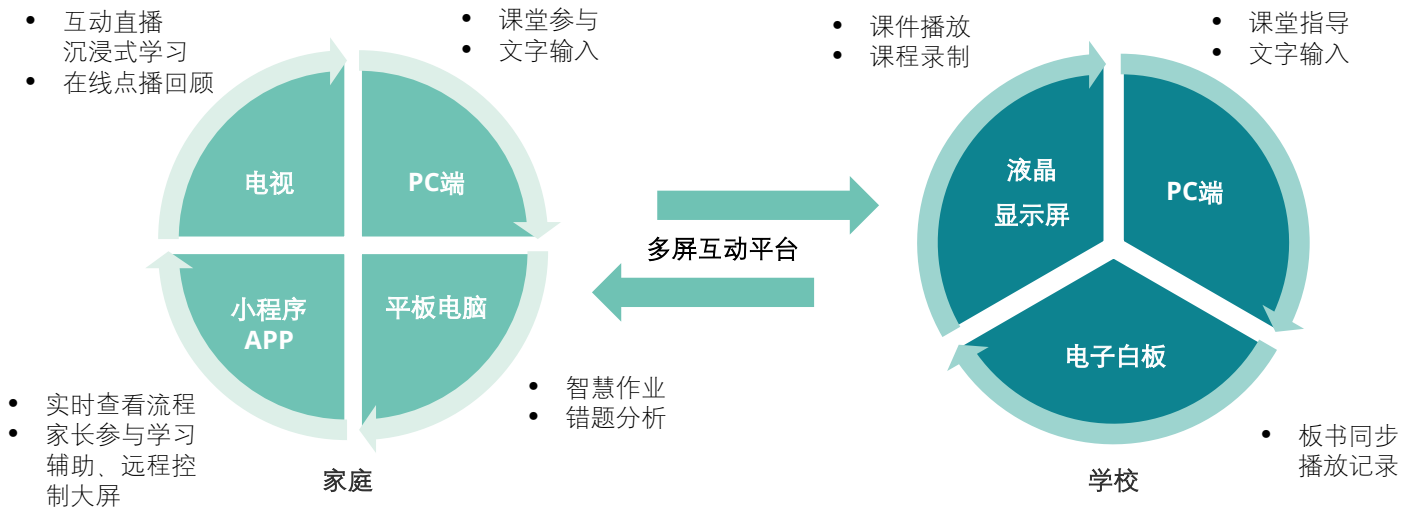 • 互动直播
沉浸式学习
• 在线点播回顾
• 课堂参与
• 文字输入
电视
PC端
小程序
APP
平板电脑
• 实时查看流程
• 家长参与学习
辅助、远程控
制大屏
• 智慧作业
• 错题分析
家庭
多屏互动平台
• 课件播放
• 课程录制
• 课堂指导
• 文字输入
液晶
显示屏
PC端
电子白板
• 板书同步
播放记录
学校